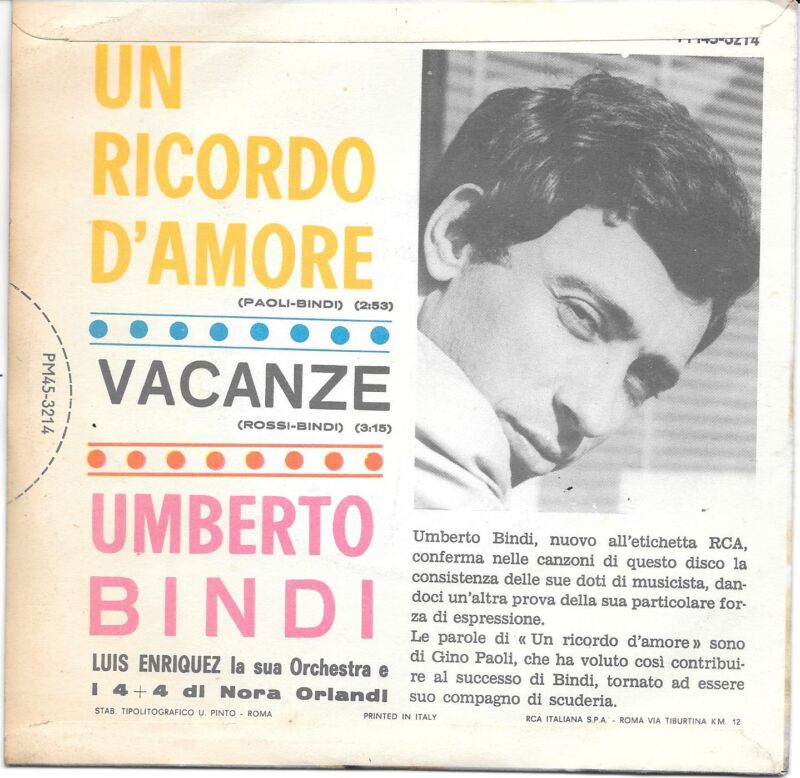 PM45-3214
UN
RICORDO
D'AMORE
(PAOLI-BINDI) (2:53)
VACANZE
(ROSSI-BINDI) (3:15)
UMBERTO
BINDI
LUIS ENRIQUEZ la sua Orchestra e
I 4+4 di Nora Orlandi
PM45-3214
Umberto Bindi, nuovo all'etichetta RCA,
conferma nelle canzoni di questo disco la
consistenza delle sue doti di musicista, dan-
doci un'altra prova della sua particolare for-
za di espressione.
Le parole di « Un ricordo d'amore » sono
di Gino Paoli, che ha voluto così contribui-
re al successo di Bindi, tornato ad essere
suo compagno di scuderia.
STAB. TIPOLITOGRAFICO U. PINTO - ROMA
PRINTED IN ITALY
RCA ITALIANA S.P.A. - ROMA VIA TIBURTINA KM. 12